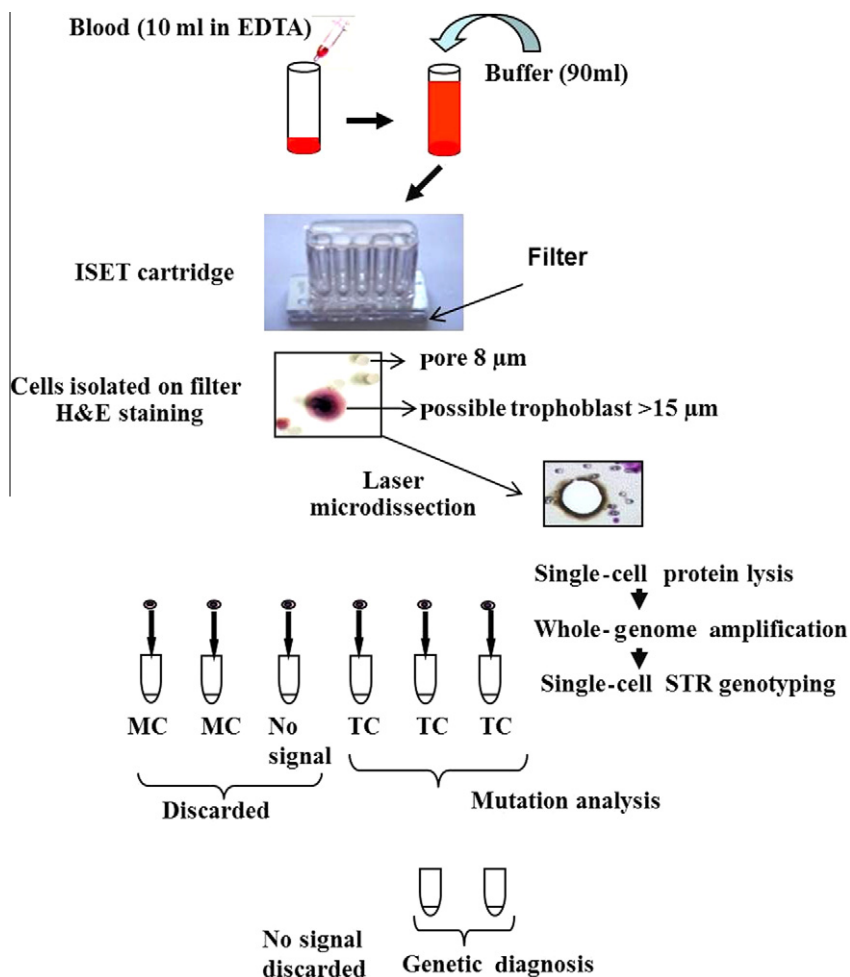 Blood (10 ml in EDTA)
Buffer (90ml)
ISET cartridge
Filter
pore 8 µm
Cells isolated on filter
H&E staining
possible trophoblast >15 µm
Laser
microdissection
Single-cell protein lysis
Whole-genome amplification
Single-cell STR genotyping
MC MC No signal TC TC TC
Discarded
Mutation analysis
No signal
discarded
Genetic diagnosis